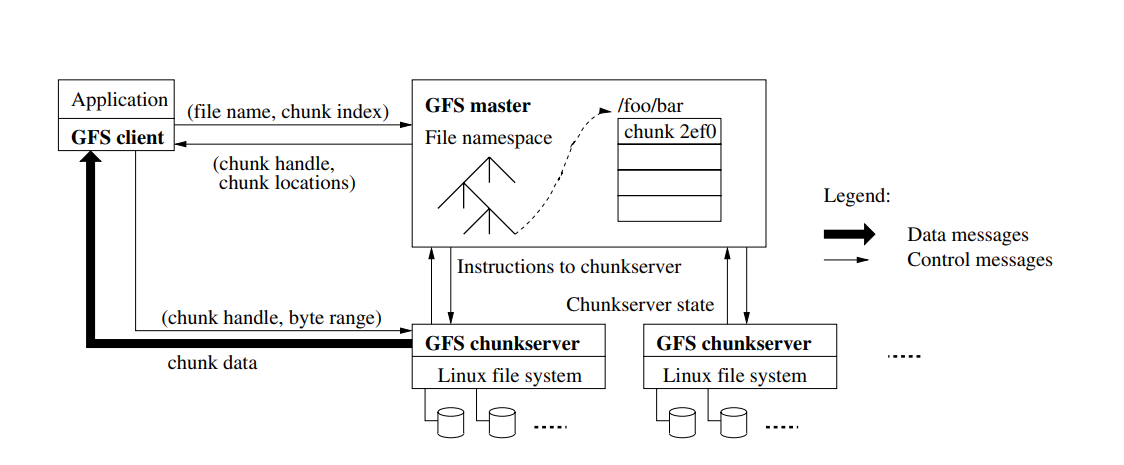 Application
GFS client
(file name, chunk index)
(chunk handle,
chunk locations)
GFS master
File namespace
/foo/bar
chunk 2ef0
Legend:
Data messages
Control messages
Instructions to chunkserver
Chunkserver state
(chunk handle, byte range)
chunk data
GFS chunkserver
Linux file system
GFS chunkserver
Linux file system